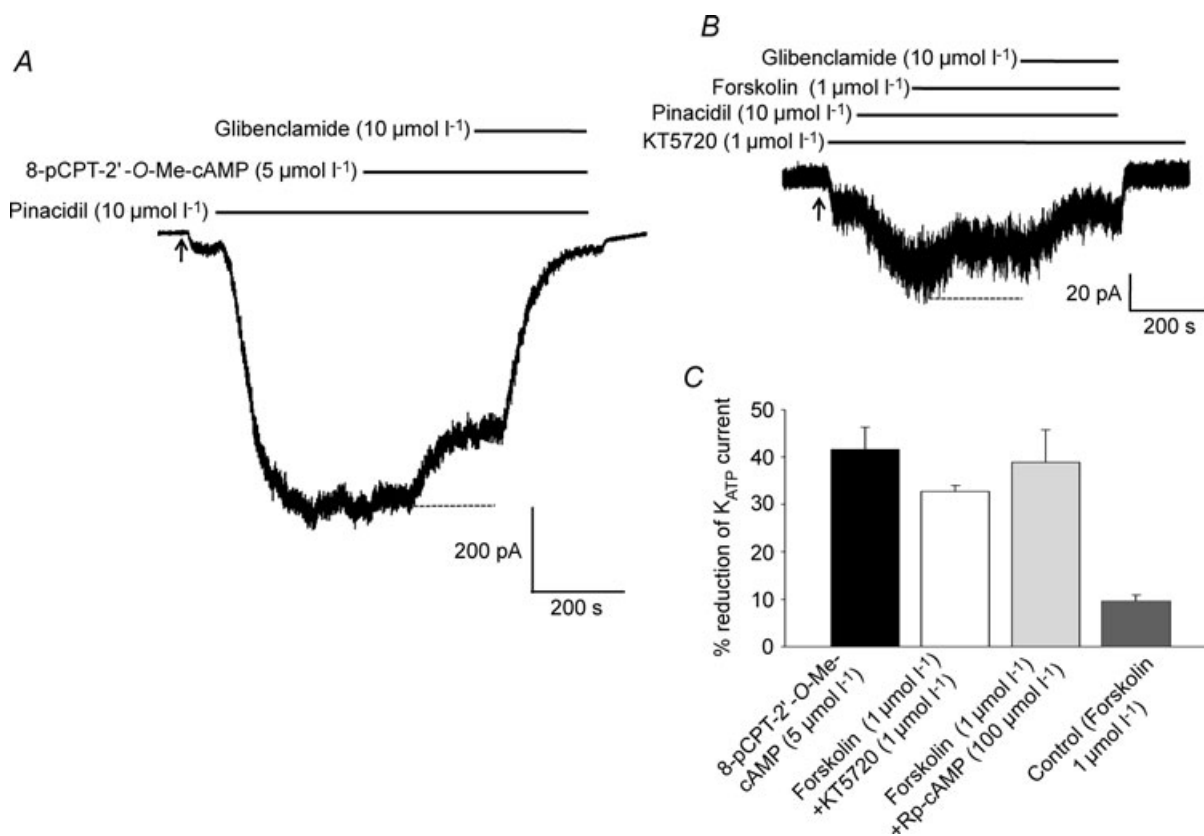 A
Glibenclamide (10 µmol l⁻¹)
8-pCPT-2'-O-Me-cAMP (5 µmol l⁻¹)
Pinacidil (10 µmol l⁻¹)
200 pA
200 s
B
Glibenclamide (10 µmol l⁻¹)
Forskolin (1 µmol l⁻¹)
Pinacidil (10 µmol l⁻¹)
KT5720 (1 µmol l⁻¹)
20 pA
200 s
C
% reduction of K_ATP current
50
40
30
20
10
0
8-pCPT-2'-O-Me-
cAMP (5 µmol l⁻¹)
Forskolin (1 µmol l⁻¹)
+KT5720 (1 µmol l⁻¹)
Forskolin (1 µmol l⁻¹)
+Rp-cAMP (100 µmol l⁻¹)
Control (Forskolin
1 µmol l⁻¹)